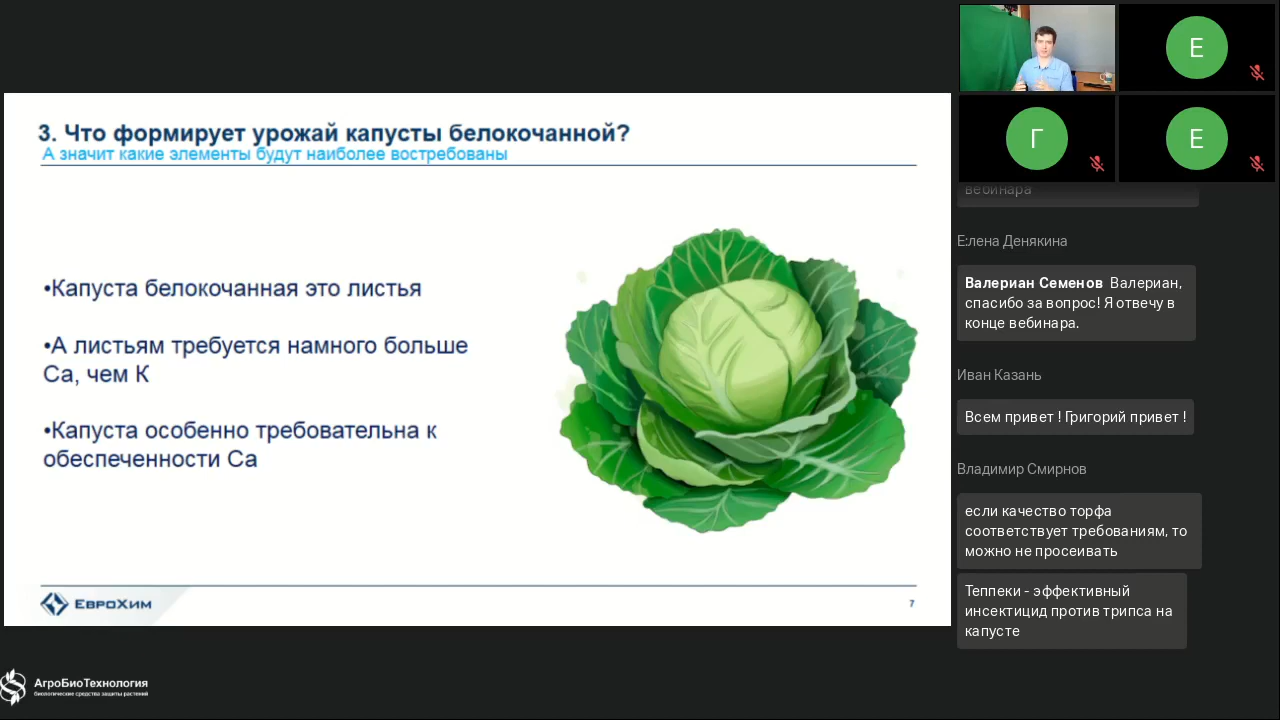 3. Что формирует урожай капусты белокочанной?
А значит какие элементы будут наиболее востребованы
•Капуста белокочанная это листья
•А листьям требуется намного больше
Ca, чем К
•Капуста особенно требовательна к
обеспеченности Ca
ЕвроХим
7
АгроБиоТехнология
биологические средства защиты растений
Е
Г
Е
вебинара
Елена Денякина
Валериан Семенов Валериан,
спасибо за вопрос! Я отвечу в
конце вебинара.
Иван Казань
Всем привет ! Григорий привет !
Владимир Смирнов
если качество торфа
соответствует требованиям, то
можно не просеивать
Теппеки - эффективный
инсектицид против трипса на
капусте